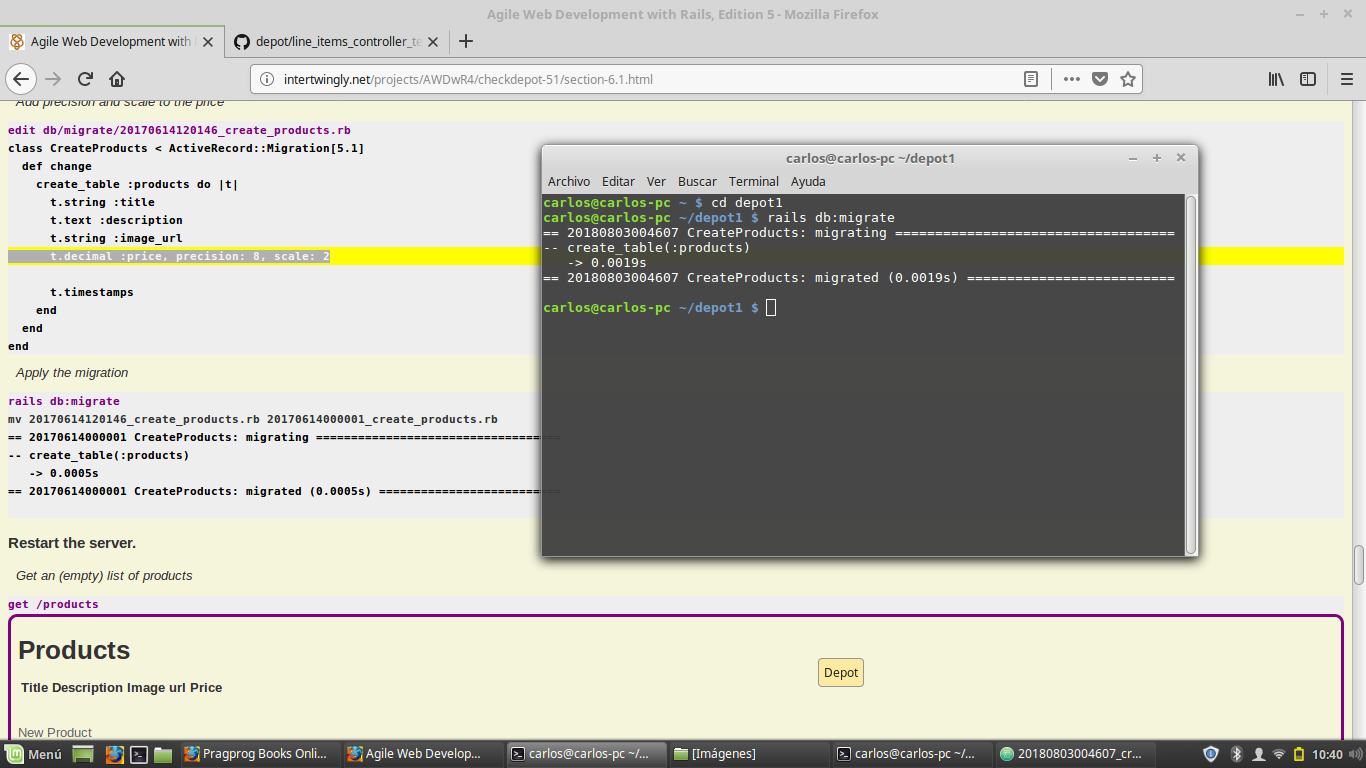 Agile Web Development with Rails, Edition 5 - Mozilla Firefox
Agile Web Development with
depot/line_items_controller_te
intertwingly.net/projects/AWDwR4/checkdepot-51/section-6.1.html
Add precision and scale to the price
edit db/migrate/20170614120146_create_products.rb
class CreateProducts < ActiveRecord::Migration[5.1]
def change
create_table :products do |t|
t.string :title
t.text :description
t.string :image_url
t.decimal :price, precision: 8, scale: 2
t.timestamps
end
end
end
Apply the migration
rails db:migrate
mv 20170614120146_create_products.rb 20170614000001_create_products.rb
== 20170614000001 CreateProducts: migrating ===================================
-- create_table(:products)
-> 0.0005s
== 20170614000001 CreateProducts: migrated (0.0005s) ==========================
Restart the server.
Get an (empty) list of products
get /products
Products
Title Description Image url Price
New Product
Depot
carlos@carlos-pc ~/depot1
Archivo Editar Ver Buscar Terminal Ayuda
carlos@carlos-pc ~ $ cd depot1
carlos@carlos-pc ~/depot1 $ rails db:migrate
== 20180803004607 CreateProducts: migrating ===================================
-- create_table(:products)
-> 0.0019s
== 20180803004607 CreateProducts: migrated (0.0019s) ==========================
carlos@carlos-pc ~/depot1 $
Menú
Pragprog Books Onli...
Agile Web Develop...
carlos@carlos-pc ~/...
[Imágenes]
carlos@carlos-pc ~/...
20180803004607_cr...
10:40